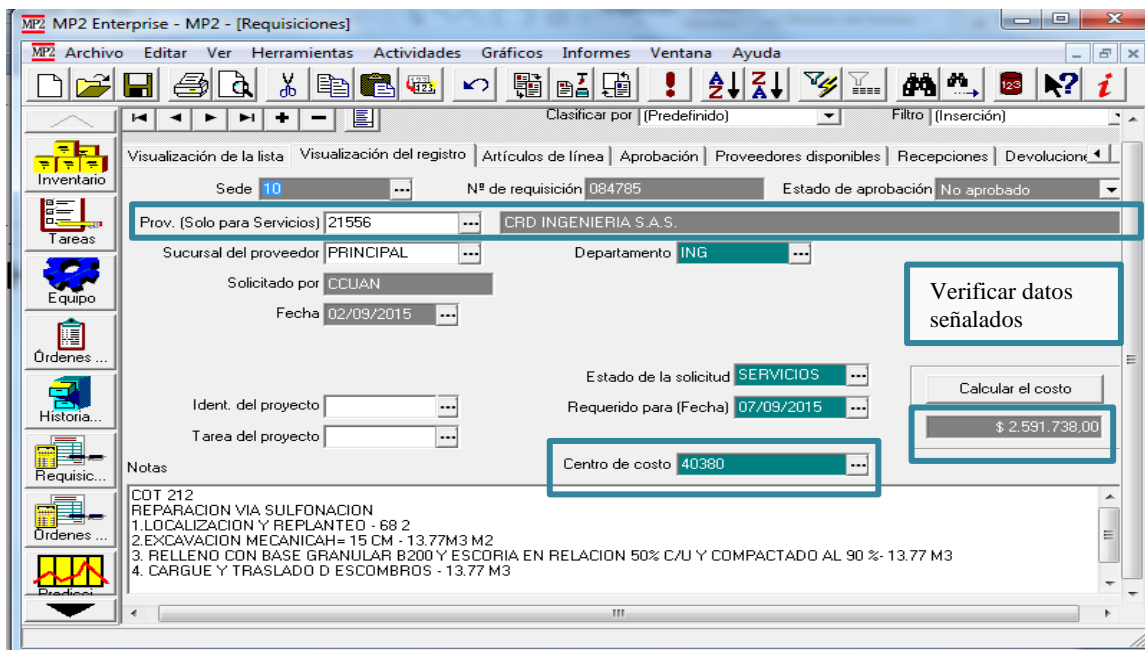 MP2 MP2 Enterprise - MP2 - [Requisiciones]
MP2 Archivo Editar Ver Herramientas Actividades Gráficos Informes Ventana Ayuda
Clasificar por (Predefinido) Filtro (Inserción)
Visualización de la lista Visualización del registro Artículos de línea Aprobación Proveedores disponibles Recepciones Devolucione
Inventario
Sede 10 ... Nº de requisición 084785 Estado de aprobación No aprobado
Prov. (Solo para Servicios) 21556 ... CRD INGENIERIA S.A.S.
Tareas
Sucursal del proveedor PRINCIPAL ... Departamento ING ...
Solicitado por CCUAN
Equipo
Fecha 02/09/2015 ...
Verificar datos
señalados
Órdenes ...
Estado de la solicitud SERVICIOS ...
Calcular el costo
Ident. del proyecto ... Requerido para (Fecha) 07/09/2015 ...
Historia...
$ 2.591.738,00
Tarea del proyecto ...
Notas Centro de costo 40380 ...
Requisic...
COT 212
REPARACION VIA SULFONACION
1.LOCALIZACION Y REPLANTEO - 68 2
2.EXCAVACION MECANICAH= 15 CM - 13.77M3 M2
Órdenes ...
3. RELLENO CON BASE GRANULAR B200 Y ESCORIA EN RELACION 50% C/U Y COMPACTADO AL 90 %- 13.77 M3
4. CARGUE Y TRASLADO D ESCOMBROS - 13.77 M3